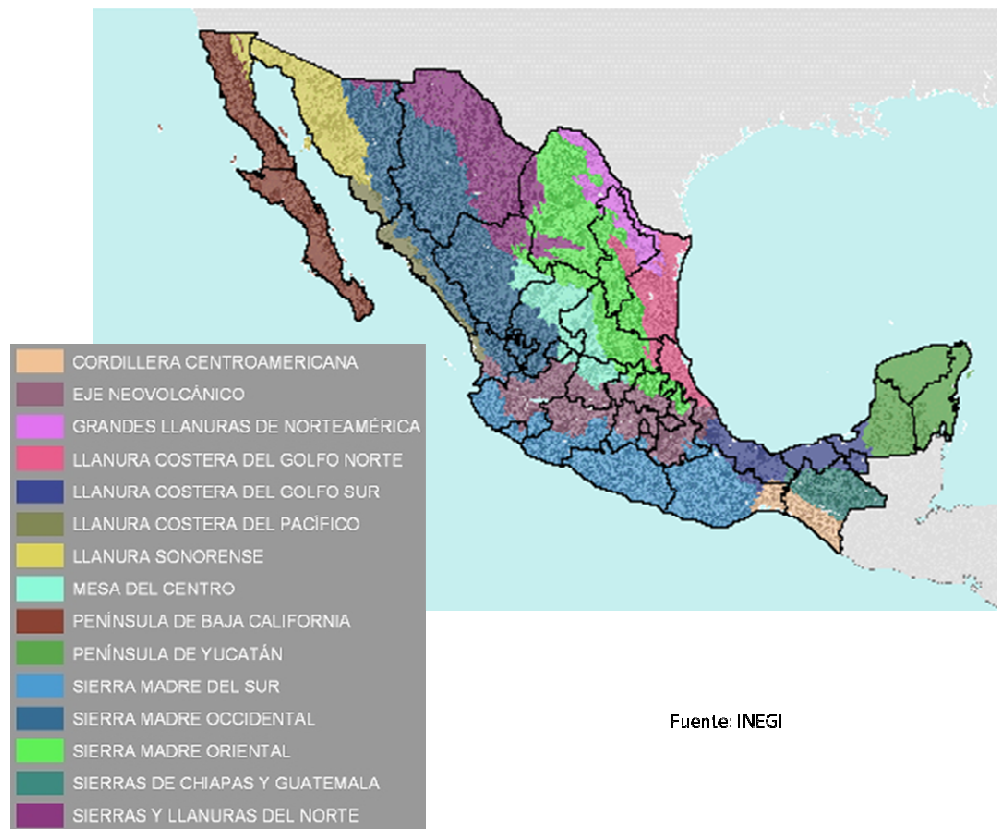 CORDILLERA CENTROAMERICANA
EJE NEOVOLCÁNICO
GRANDES LLANURAS DE NORTEAMÉRICA
LLANURA COSTERA DEL GOLFO NORTE
LLANURA COSTERA DEL GOLFO SUR
LLANURA COSTERA DEL PACÍFICO
LLANURA SONORENSE
MESA DEL CENTRO
PENÍNSULA DE BAJA CALIFORNIA
PENÍNSULA DE YUCATÁN
SIERRA MADRE DEL SUR
SIERRA MADRE OCCIDENTAL
SIERRA MADRE ORIENTAL
SIERRAS DE CHIAPAS Y GUATEMALA
SIERRAS Y LLANURAS DEL NORTE
Fuente: INEGI